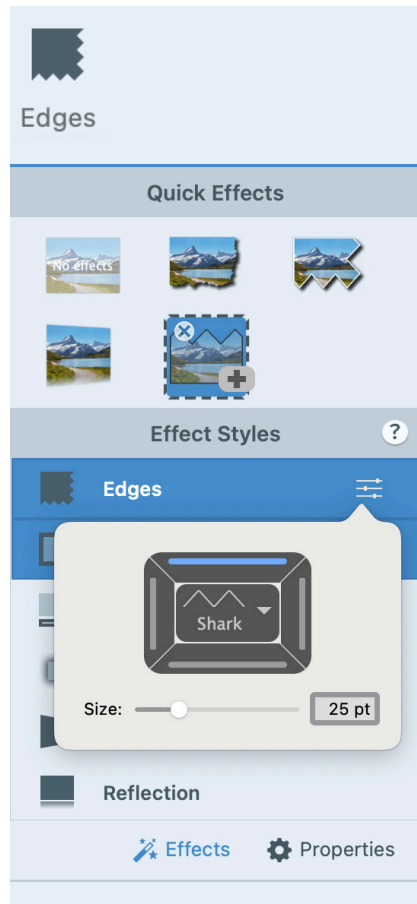 Edges
Quick Effects
No effects
Effect Styles
?
Edges
Shark
Size:
25 pt
Reflection
Effects
Properties